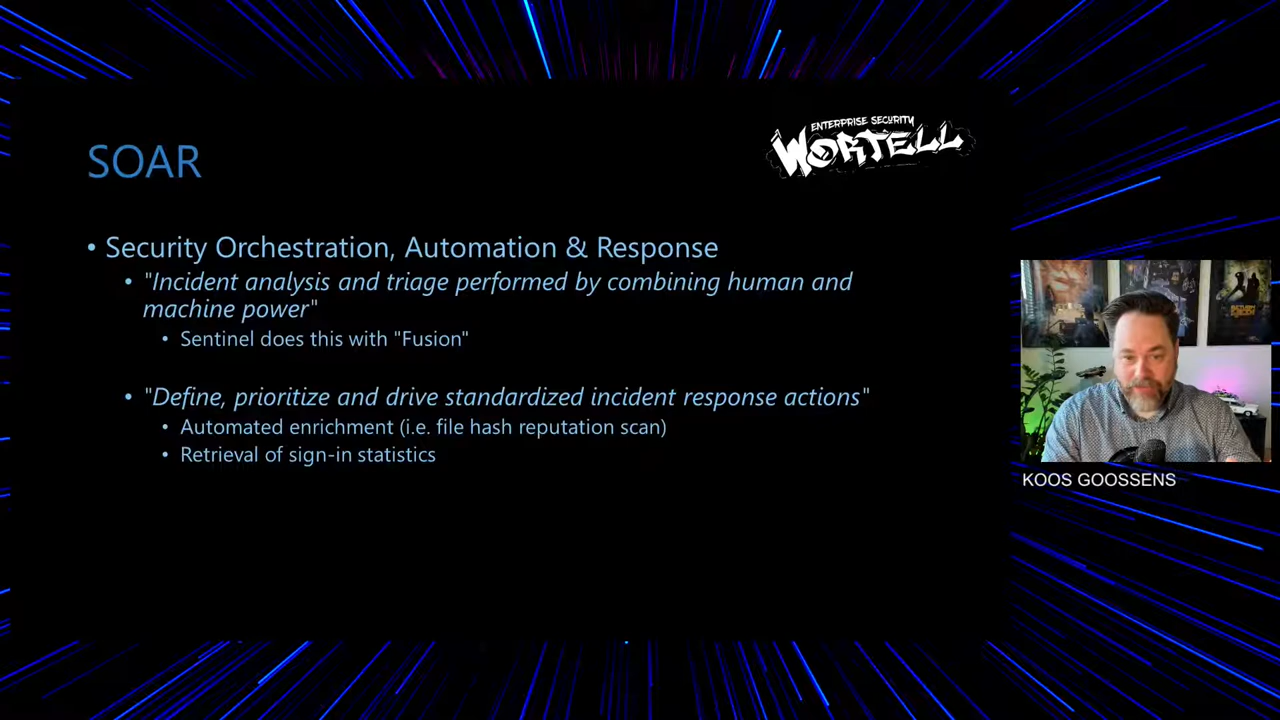 SOAR
ENTERPRISE SECURITY
WORTELL
• Security Orchestration, Automation & Response
• "Incident analysis and triage performed by combining human and
machine power"
• Sentinel does this with "Fusion"
• "Define, prioritize and drive standardized incident response actions"
• Automated enrichment (i.e. file hash reputation scan)
• Retrieval of sign-in statistics
KOOS GOOSSENS